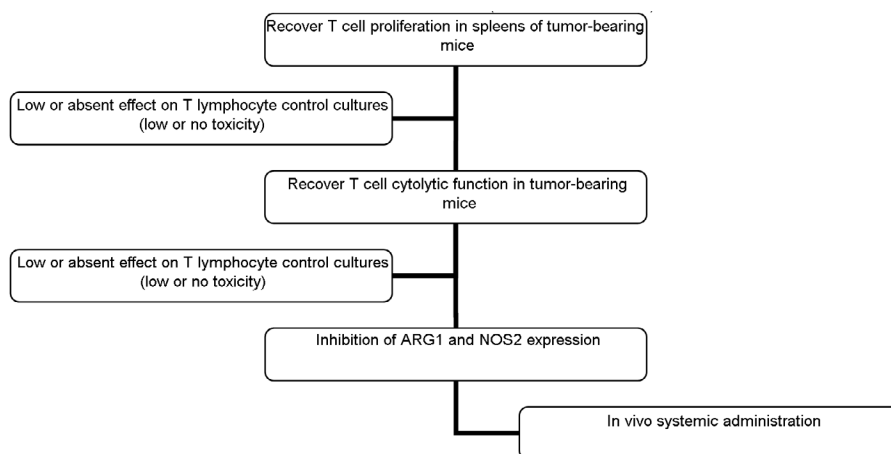 Recover T cell proliferation in spleens of tumor-bearing
mice
Low or absent effect on T lymphocyte control cultures
(low or no toxicity)
Recover T cell cytolytic function in tumor-bearing
mice
Low or absent effect on T lymphocyte control cultures
(low or no toxicity)
Inhibition of ARG1 and NOS2 expression
In vivo systemic administration